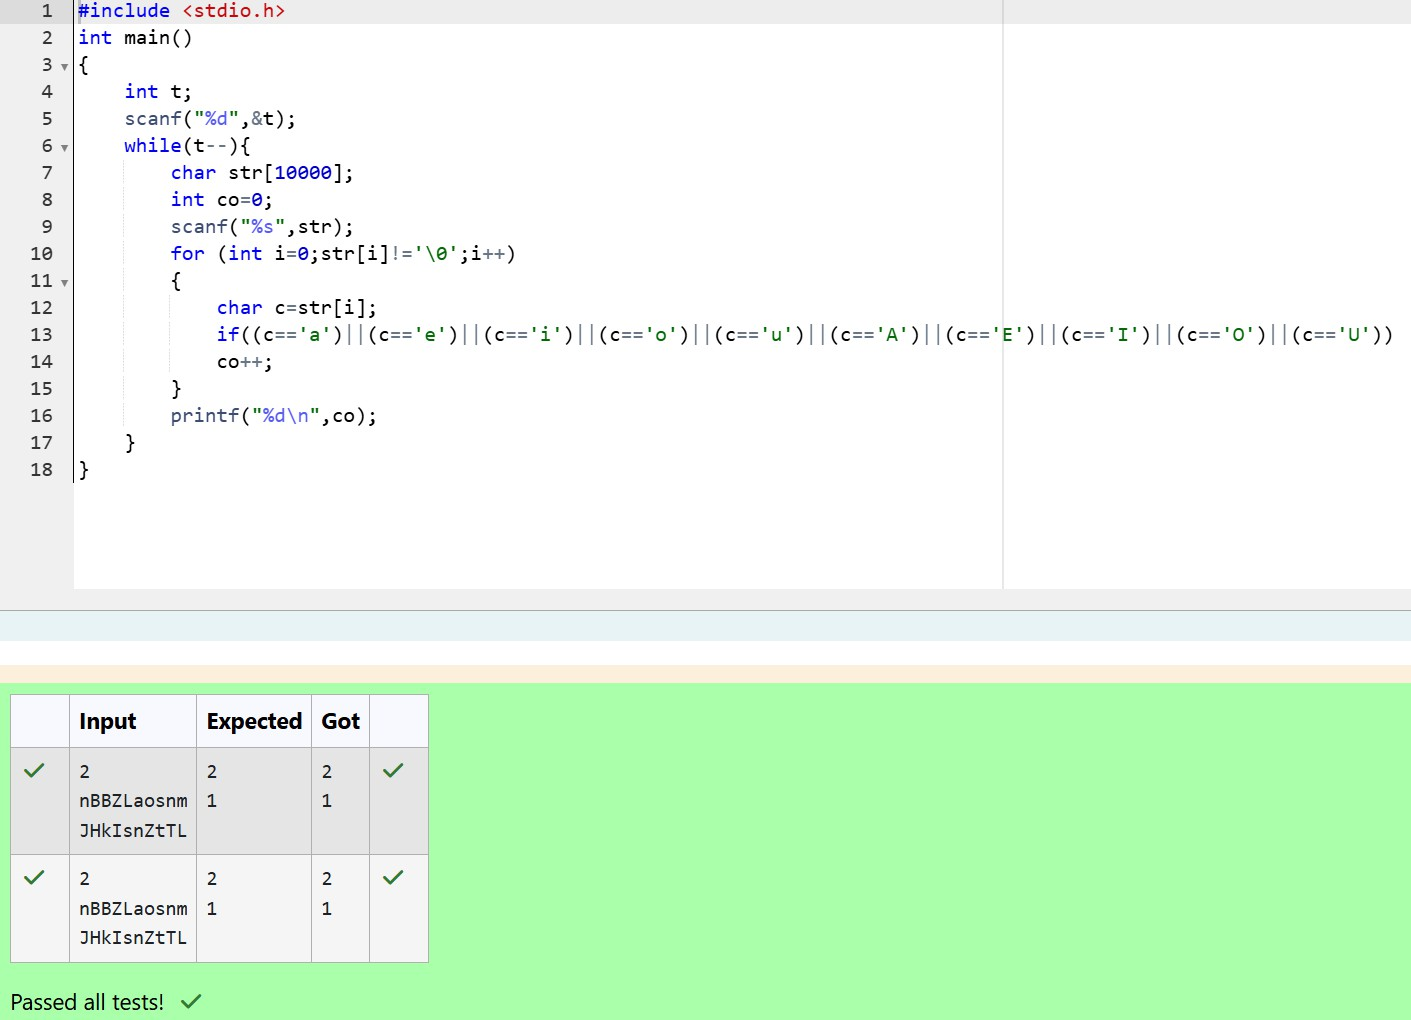 1 #include <stdio.h>
2 int main()
3 {
4     int t;
5     scanf("%d",&t);
6     while(t--){
7         char str[10000];
8         int co=0;
9         scanf("%s",str);
10         for (int i=0;str[i]!='\0';i++)
11         {
12             char c=str[i];
13             if((c=='a')||(c=='e')||(c=='i')||(c=='o')||(c=='u')||(c=='A')||(c=='E')||(c=='I')||(c=='O')||(c=='U'))
14             co++;
15         }
16         printf("%d\n",co);
17     }
18 }
Input Expected Got
2 2 2
nBBZLaosnm 1 1
JHkIsnZtTL
2 2 2
nBBZLaosnm 1 1
JHkIsnZtTL
Passed all tests!